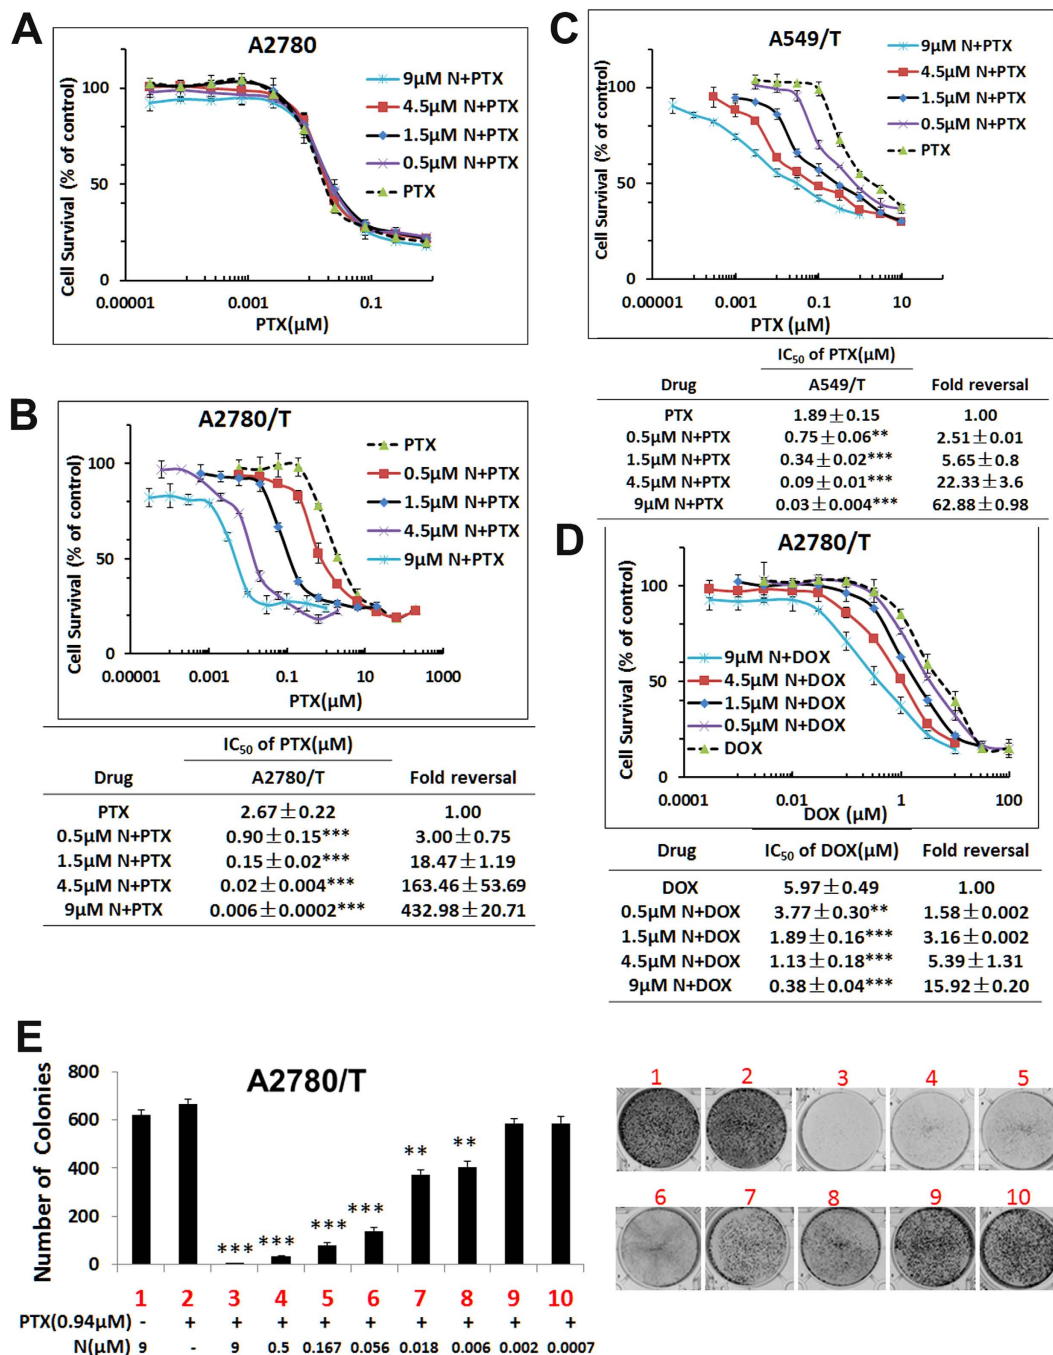 A
A2780
Cell Survival (% of control)
100
50
0
0.00001
0.001
0.1
PTX(μM)
9μM N+PTX
4.5μM N+PTX
1.5μM N+PTX
0.5μM N+PTX
PTX
B
A2780/T
Cell Survival (% of control)
100
50
0
0.00001
0.001
0.1
10
1000
PTX(μM)
PTX
0.5μM N+PTX
1.5μM N+PTX
4.5μM N+PTX
9μM N+PTX
IC50 of PTX(μM)
Drug A2780/T Fold reversal
PTX 2.67±0.22 1.00
0.5μM N+PTX 0.90±0.15*** 3.00±0.75
1.5μM N+PTX 0.15±0.02*** 18.47±1.19
4.5μM N+PTX 0.02±0.004*** 163.46±53.69
9μM N+PTX 0.006±0.0002*** 432.98±20.71
C
A549/T
Cell Survival (% of control)
100
50
0
0.00001
0.001
0.1
10
PTX (μM)
9μM N+PTX
4.5μM N+PTX
1.5μM N+PTX
0.5μM N+PTX
PTX
IC50 of PTX(μM)
Drug A549/T Fold reversal
PTX 1.89±0.15 1.00
0.5μM N+PTX 0.75±0.06** 2.51±0.01
1.5μM N+PTX 0.34±0.02*** 5.65±0.8
4.5μM N+PTX 0.09±0.01*** 22.33±3.6
9μM N+PTX 0.03±0.004*** 62.88±0.98
D
A2780/T
Cell Survival (% of control)
100
50
0
0.0001
0.01
1
100
DOX (μM)
9μM N+DOX
4.5μM N+DOX
1.5μM N+DOX
0.5μM N+DOX
DOX
Drug IC50 of DOX(μM) Fold reversal
DOX 5.97±0.49 1.00
0.5μM N+DOX 3.77±0.30** 1.58±0.002
1.5μM N+DOX 1.89±0.16*** 3.16±0.002
4.5μM N+DOX 1.13±0.18*** 5.39±1.31
9μM N+DOX 0.38±0.04*** 15.92±0.20
E
A2780/T
Number of Colonies
800
600
400
200
0
*** *** *** *** ** **
1 2 3 4 5 6 7 8 9 10
PTX(0.94μM) - + + + + + + + + +
N(μM) 9 - 9 0.5 0.167 0.056 0.018 0.006 0.002 0.0007
1 2 3 4 5
6 7 8 9 10